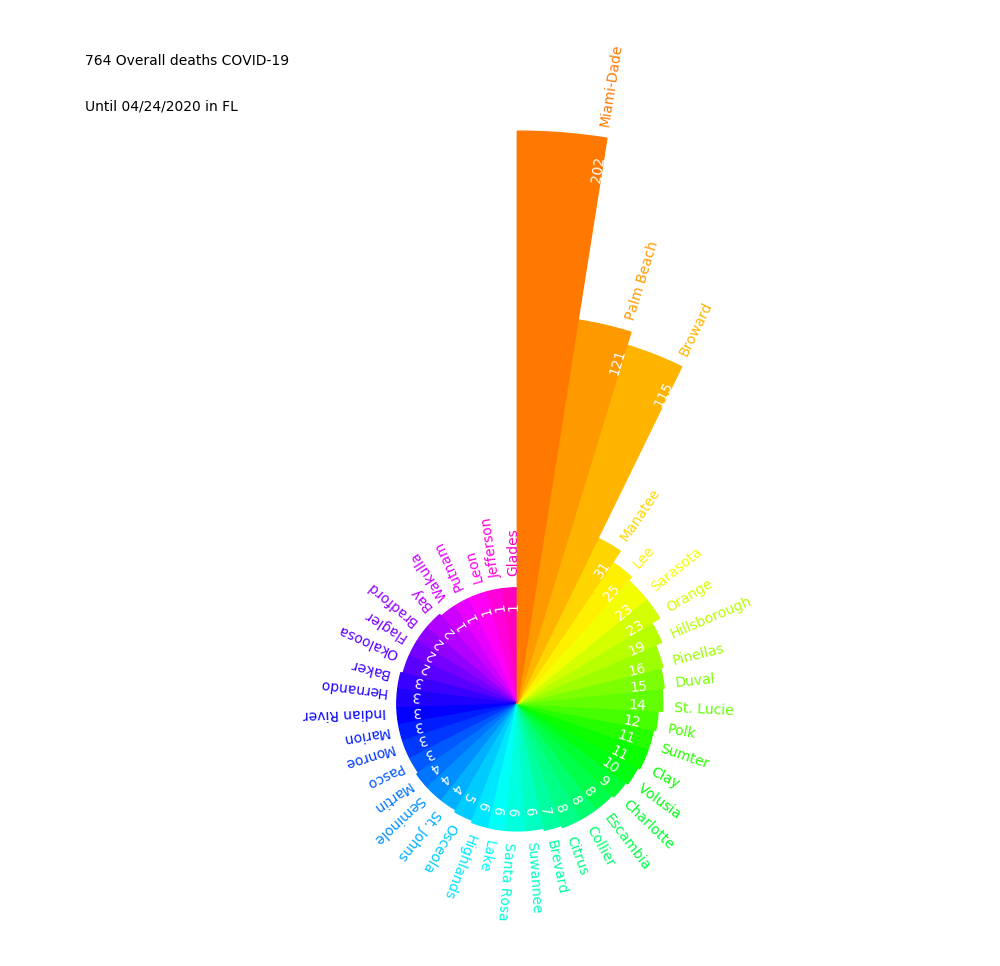 764 Overall deaths COVID-19
Until 04/24/2020 in FL
Miami-Dade
202
Palm Beach
121
Broward
115
Manatee
31
Lee
25
Sarasota
23
Orange
23
Hillsborough
19
Pinellas
16
Duval
15
St. Lucie
14
Polk
12
Sumter
11
Clay
11
Volusia
10
Charlotte
9
Escambia
8
Collier
8
Citrus
8
Brevard
7
Suwannee
6
Santa Rosa
6
Lake
6
Highlands
6
Osceola
5
St. Johns
4
Seminole
4
Martin
4
Pasco
3
Monroe
3
Marion
3
Indian River
3
Hernando
3
Baker
3
Okaloosa
2
Flagler
2
Bradford
2
Bay
2
Wakulla
1
Putnam
1
Leon
1
Jefferson
1
Glades
1